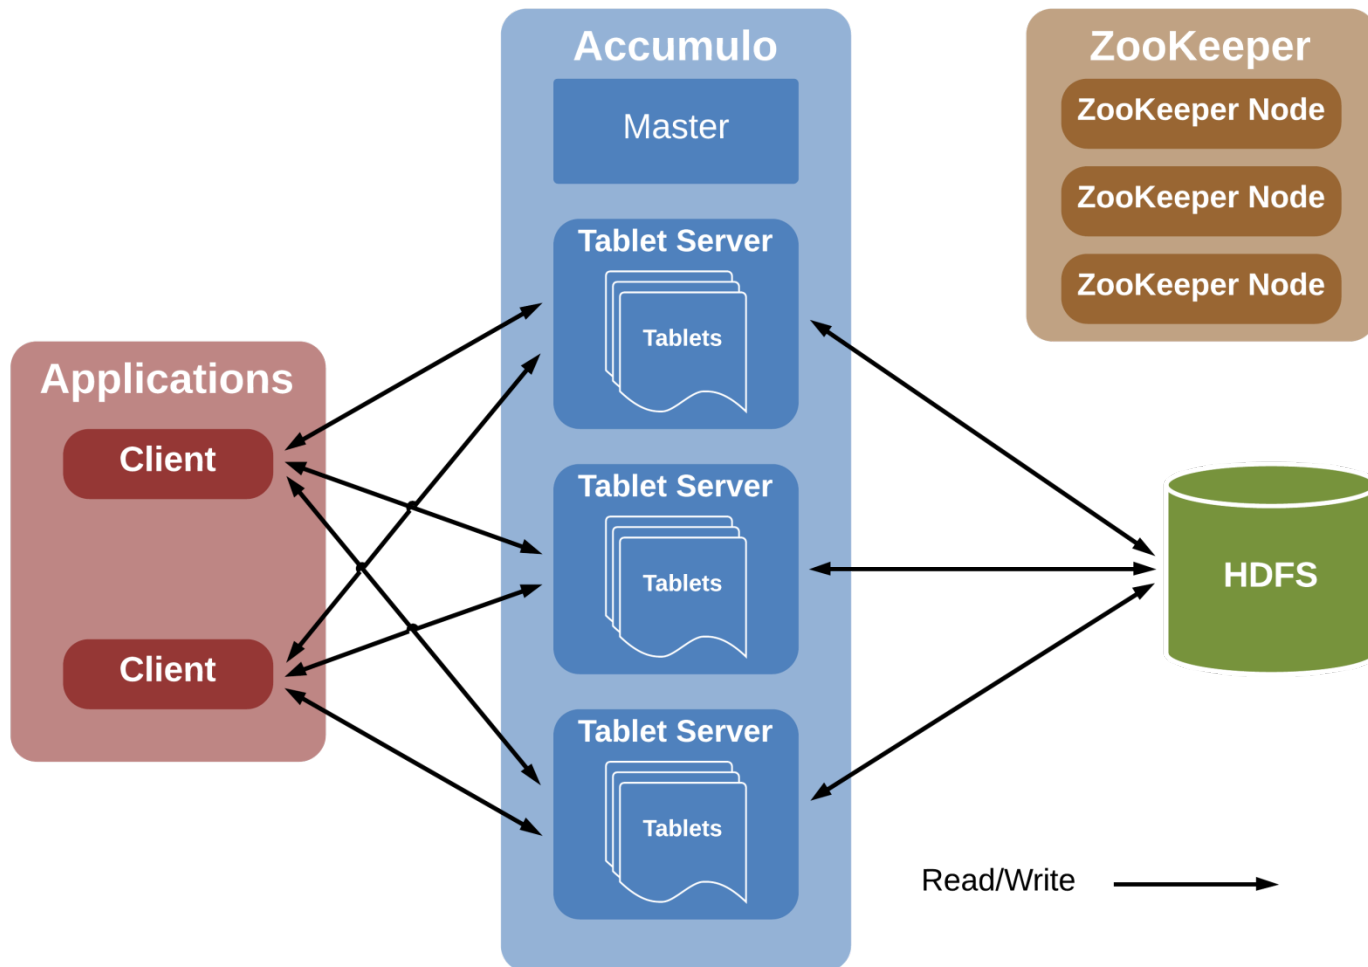 Accumulo
Master
Tablet Server
Tablets
Tablet Server
Tablets
Tablet Server
Tablets
ZooKeeper
ZooKeeper Node
ZooKeeper Node
ZooKeeper Node
Applications
Client
Client
HDFS
Read/Write